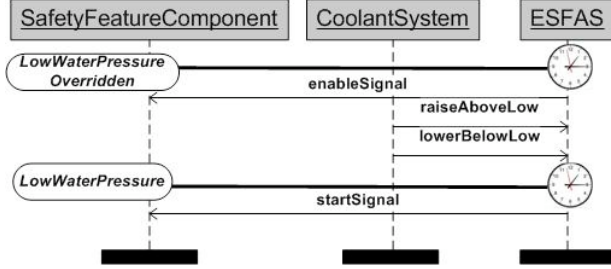 SafetyFeatureComponent CoolantSystem ESFAS
LowWaterPressure
Overridden
enableSignal
raiseAboveLow
lowerBelowLow
LowWaterPressure
startSignal